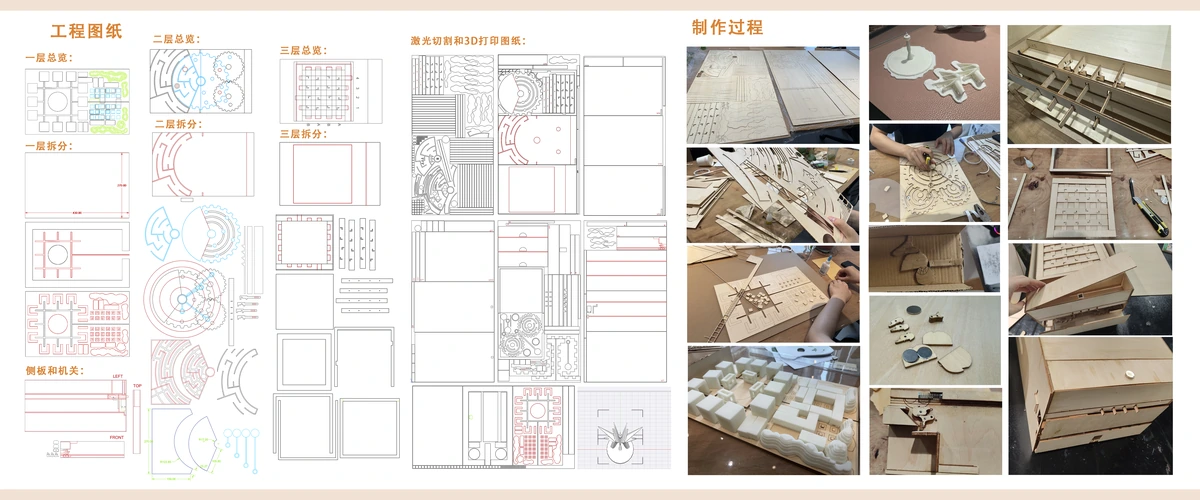 工程图纸
一层总览：
一层拆分：
侧板和机关：
LEFT
TOP
FRONT
二层总览：
二层拆分：
三层总览：
三层拆分：
激光切割和3D打印图纸：
制作过程